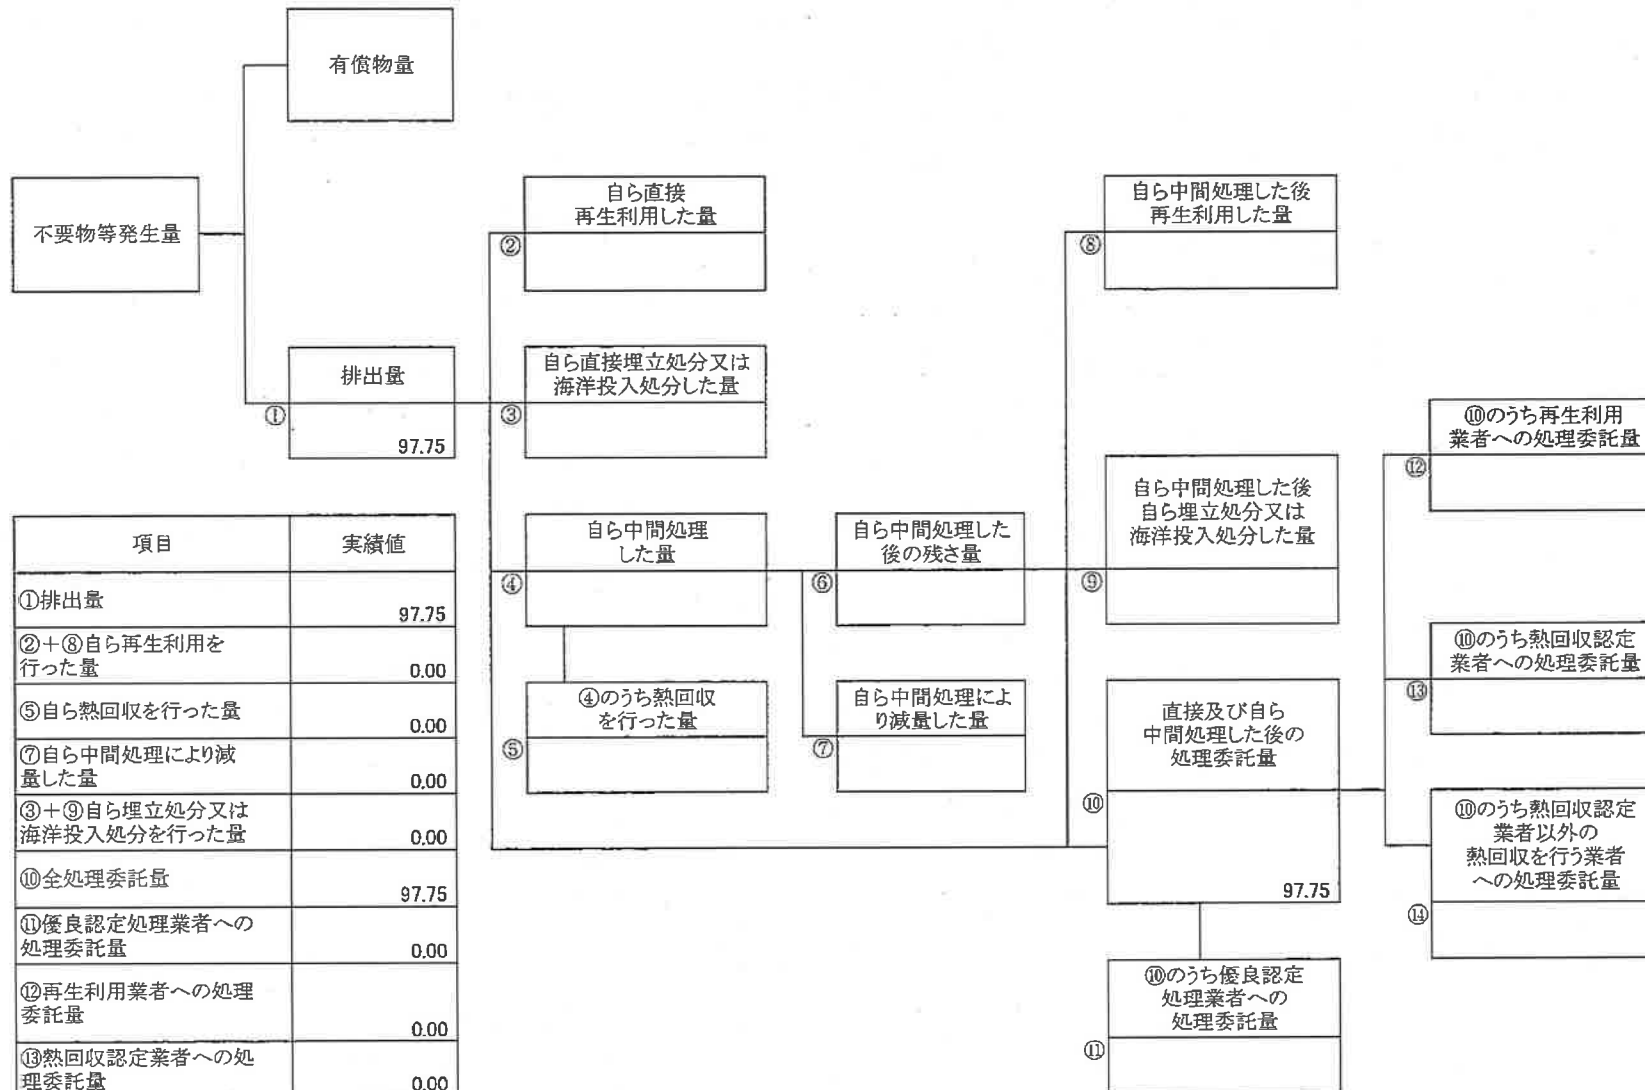 有償物量
不要物等発生量
排出量
①
97.75
自ら直接
再生利用した量
②
自ら直接埋立処分又は
海洋投入処分した量
③
自ら中間処理
した量
④
④のうち熱回収
を行った量
⑤
自ら中間処理した
後の残さ量
⑥
自ら中間処理によ
り減量した量
⑦
自ら中間処理した後
再生利用した量
⑧
自ら中間処理した後
自ら埋立処分又は
海洋投入処分した量
⑨
直接及び自ら
中間処理した後の
処理委託量
⑩
97.75
⑩のうち優良認定
処理業者への
処理委託量
⑪
⑩のうち再生利用
業者への処理委託量
⑫
⑩のうち熱回収認定
業者への処理委託量
⑬
⑩のうち熱回収認定
業者以外の
熱回収を行う業者
への処理委託量
⑭
項目 実績値
①排出量 97.75
②+⑧自ら再生利用を
行った量 0.00
⑤自ら熱回収を行った量 0.00
⑦自ら中間処理により減
量した量 0.00
③+⑨自ら埋立処分又は
海洋投入処分を行った量 0.00
⑩全処理委託量 97.75
⑪優良認定処理業者への
処理委託量 0.00
⑫再生利用業者への処理
委託量 0.00
⑬熱回収認定業者への処
理委託量 0.00